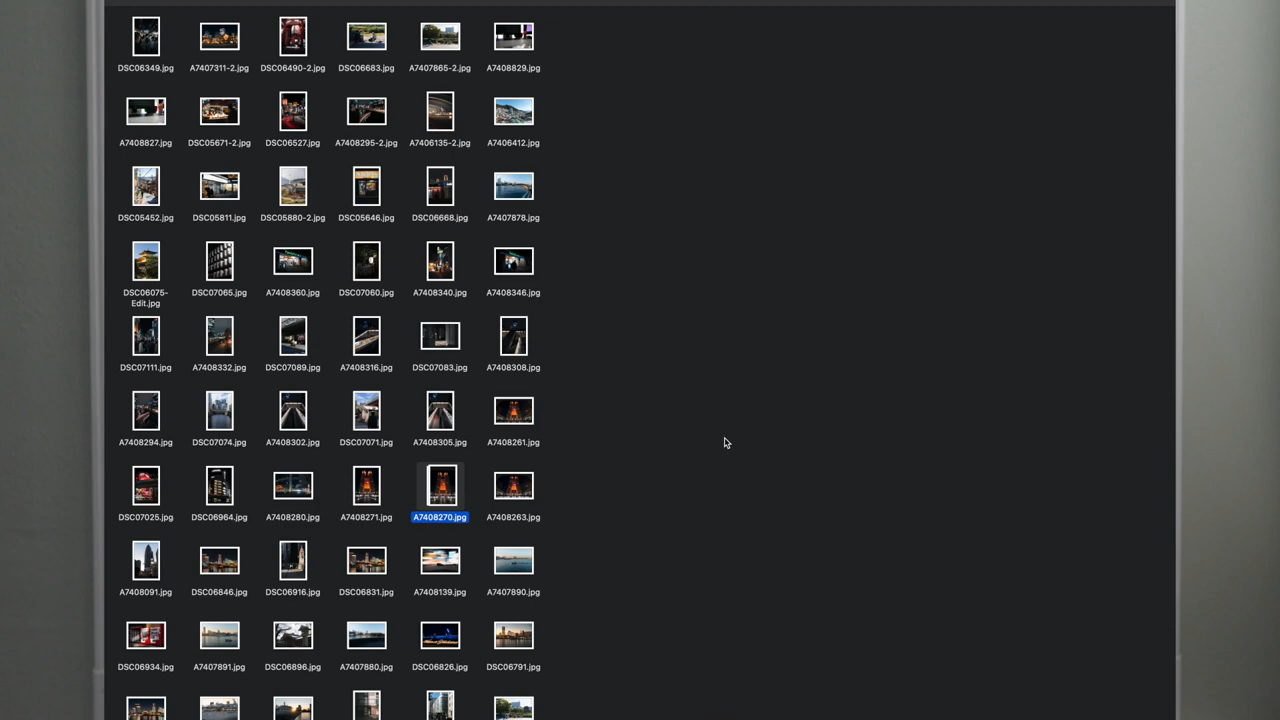 DSC06349.jpg A7407311-2.jpg DSC06490-2.jpg DSC06683.jpg A7407865-2.jpg A7408829.jpg
A7408827.jpg DSC05671-2.jpg DSC06527.jpg A7408295-2.jpg A7406135-2.jpg A7406412.jpg
DSC05452.jpg DSC05811.jpg DSC05880-2.jpg DSC05646.jpg DSC06668.jpg A7407878.jpg
DSC06075-Edit.jpg DSC07065.jpg A7408360.jpg DSC07060.jpg A7408340.jpg A7408346.jpg
DSC07111.jpg A7408332.jpg DSC07089.jpg A7408316.jpg DSC07083.jpg A7408308.jpg
A7408294.jpg DSC07074.jpg A7408302.jpg DSC07071.jpg A7408305.jpg A7408261.jpg
DSC07025.jpg DSC06964.jpg A7408280.jpg A7408271.jpg A7408270.jpg A7408263.jpg
A7408091.jpg DSC06846.jpg DSC06916.jpg DSC06831.jpg A7408139.jpg A7407890.jpg
DSC06934.jpg A7407891.jpg DSC06896.jpg A7407880.jpg DSC06826.jpg DSC06791.jpg